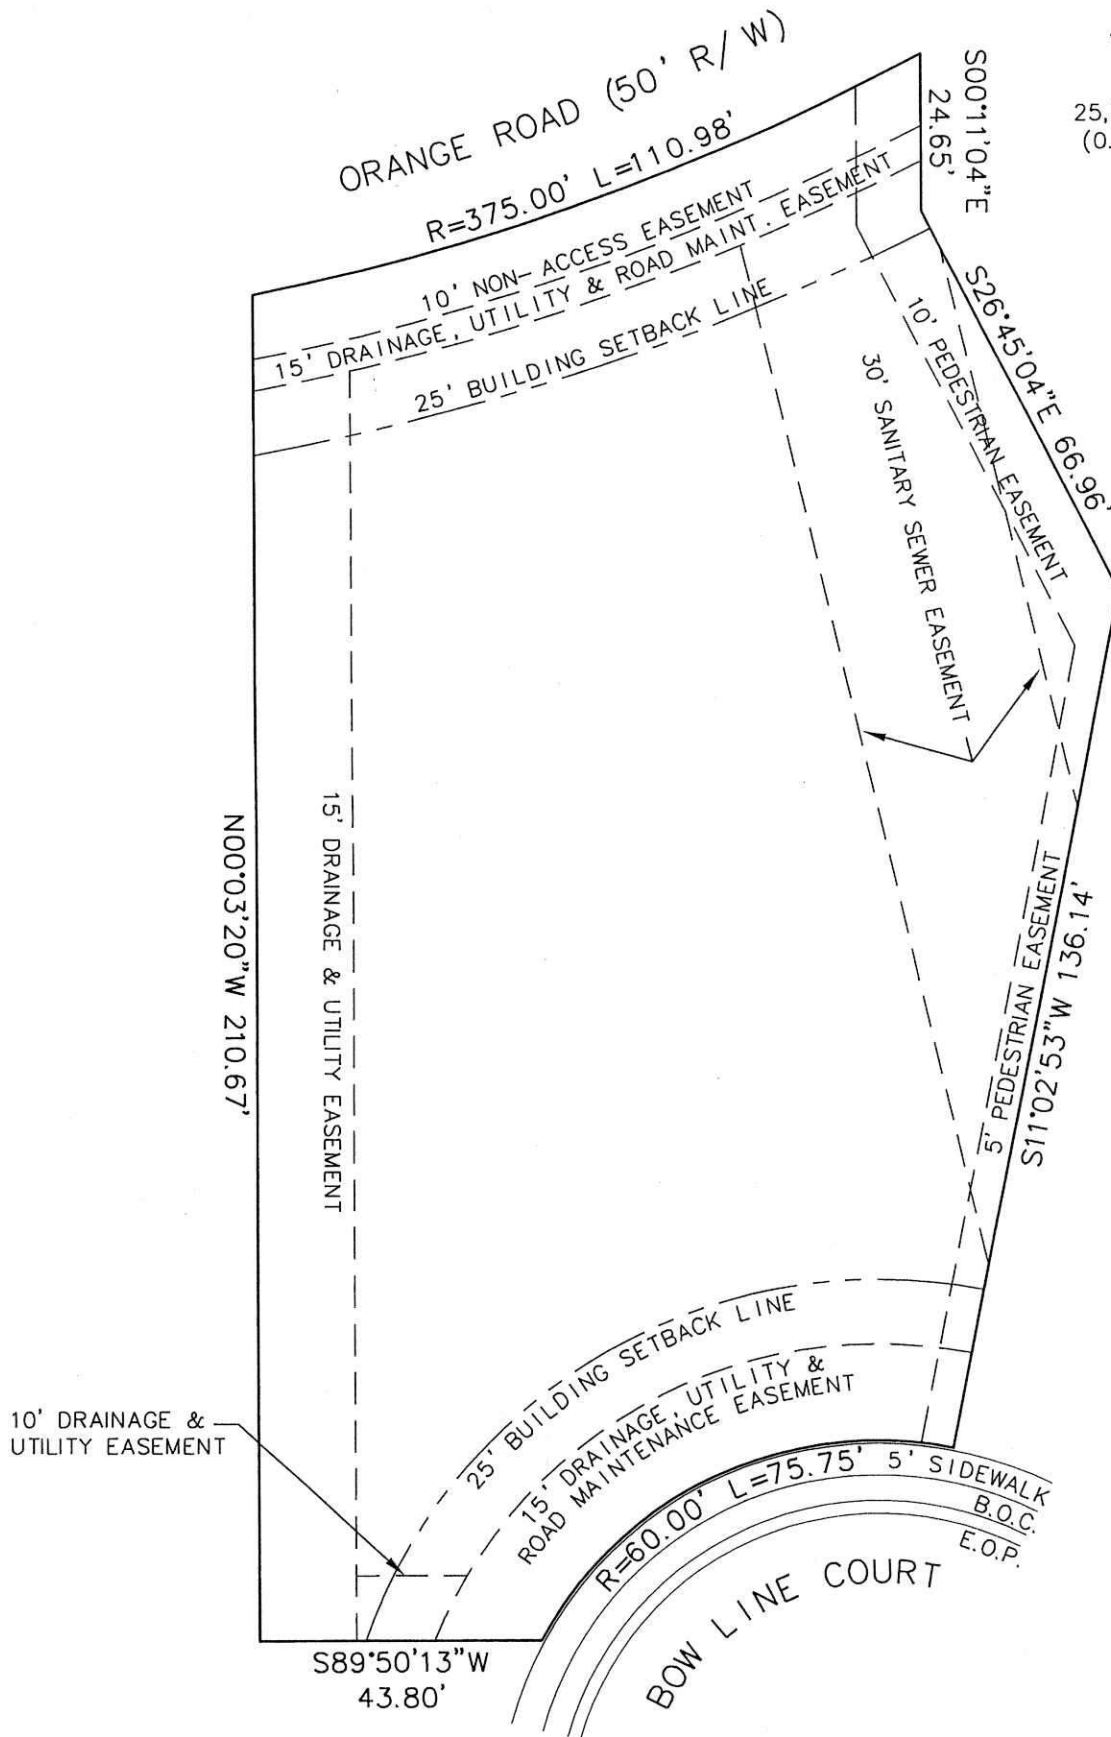 ORANGE ROAD (50' R/W)
R=375.00' L=110.98'
S00°11'04"E
24.65'
25,
(0.
10' NON-ACCESS EASEMENT
15' DRAINAGE, UTILITY & ROAD MAINT. EASEMENT
25' BUILDING SETBACK LINE
S26°45'04"E 66.96'
10' PEDESTRIAN EASEMENT
30' SANITARY SEWER EASEMENT
N00°03'20"W 210.67'
15' DRAINAGE & UTILITY EASEMENT
5' PEDESTRIAN EASEMENT
S11°02'53"W 136.14'
25' BUILDING SETBACK LINE
15' DRAINAGE, UTILITY &
ROAD MAINTENANCE EASEMENT
10' DRAINAGE &
UTILITY EASEMENT
R=60.00' L=75.75'
5' SIDEWALK
B.O.C.
E.O.P.
BOW LINE COURT
S89°50'13"W
43.80'